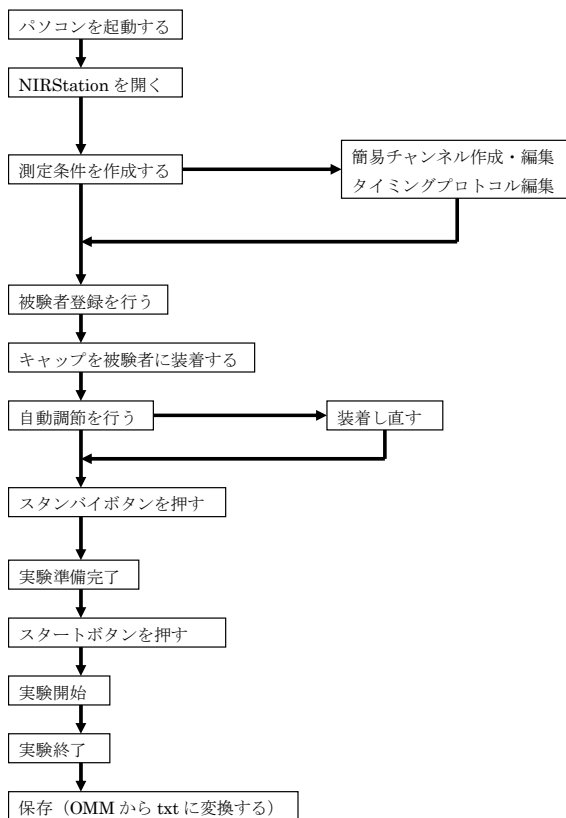 パソコンを起動する
NIRStation を開く
測定条件を作成する
簡易チャンネル作成・編集
タイミングプロトコル編集
被験者登録を行う
キャップを被験者に装着する
自動調節を行う
装着し直す
スタンバイボタンを押す
実験準備完了
スタートボタンを押す
実験開始
実験終了
保存（OMM から txt に変換する）